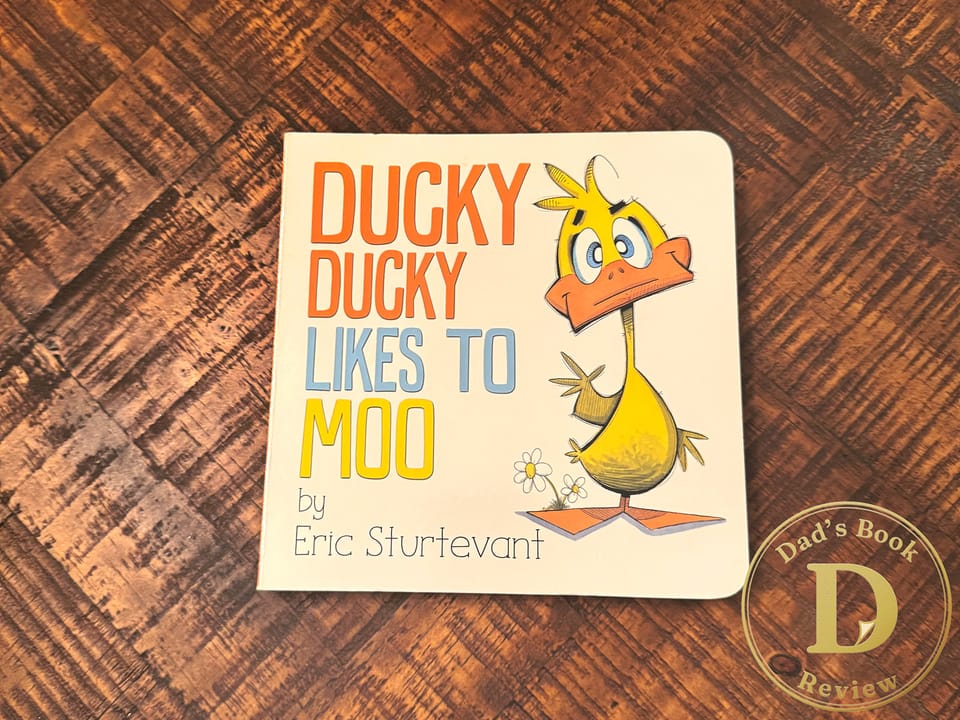 DUCKY
DUCKY
LIKES TO
MOO
by
Eric Sturtevant
Dad's Book
D
Review